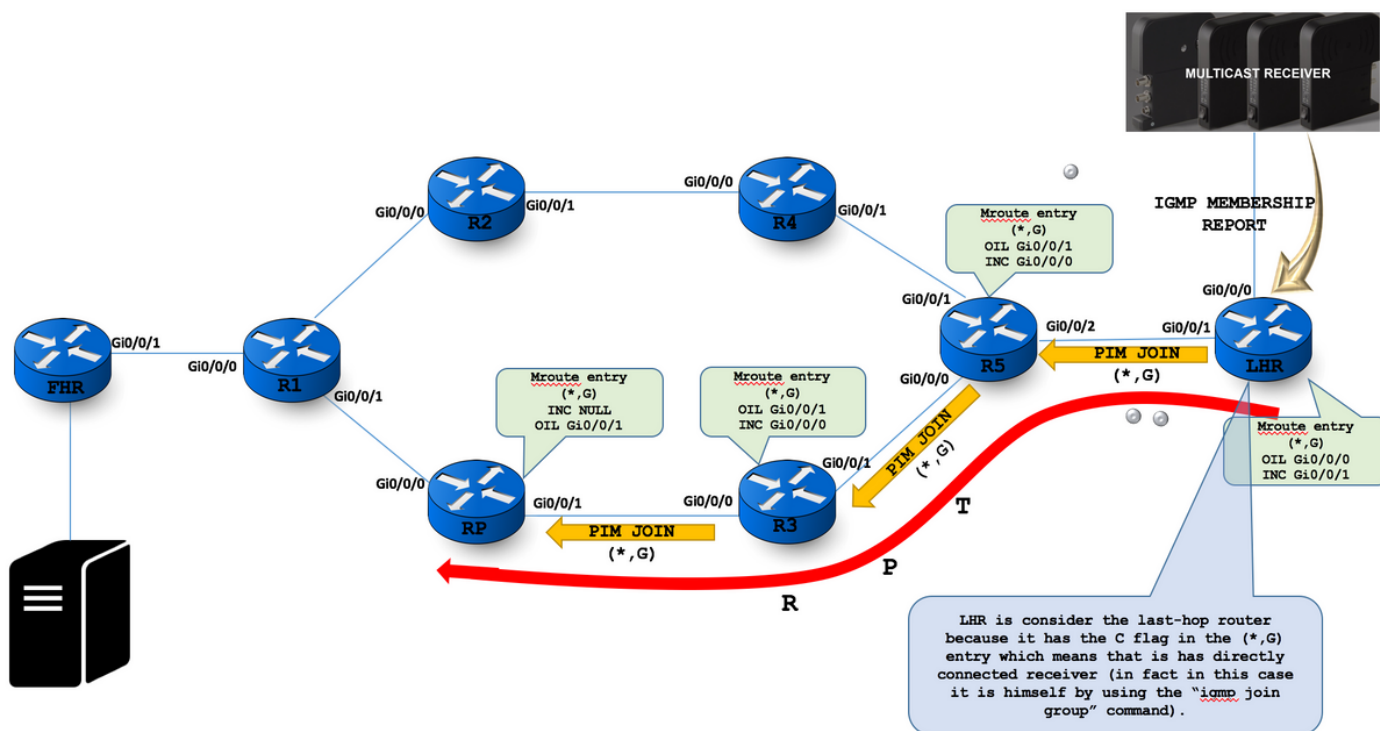 MULTICAST RECEIVER
IGMP MEMBERSHIP
REPORT
Gi0/0/0
Gi0/0/1
R2
Gi0/0/0
Gi0/0/1
R4
Mroute entry
(*,G)
OIL Gi0/0/1
INC Gi0/0/0
Gi0/0/1
Gi0/0/0
Gi0/0/2
Gi0/0/1
R5
PIM JOIN
(*,G)
LHR
Gi0/0/1
Gi0/0/0
FHR
R1
Gi0/0/1
Gi0/0/0
Mroute entry
(*,G)
INC NULL
OIL Gi0/0/1
Mroute entry
(*,G)
OIL Gi0/0/1
INC Gi0/0/0
PIM JOIN
(*,G)
Mroute entry
(*,G)
OIL Gi0/0/0
INC Gi0/0/1
Gi0/0/0
Gi0/0/1
Gi0/0/0
Gi0/0/1
RP
PIM JOIN
(*,G)
R3
T
P
R
LHR is consider the last-hop router
because it has the C flag in the (*,G)
entry which means that is has directly
connected receiver (in fact in this case
it is himself by using the “igmp join
group” command).